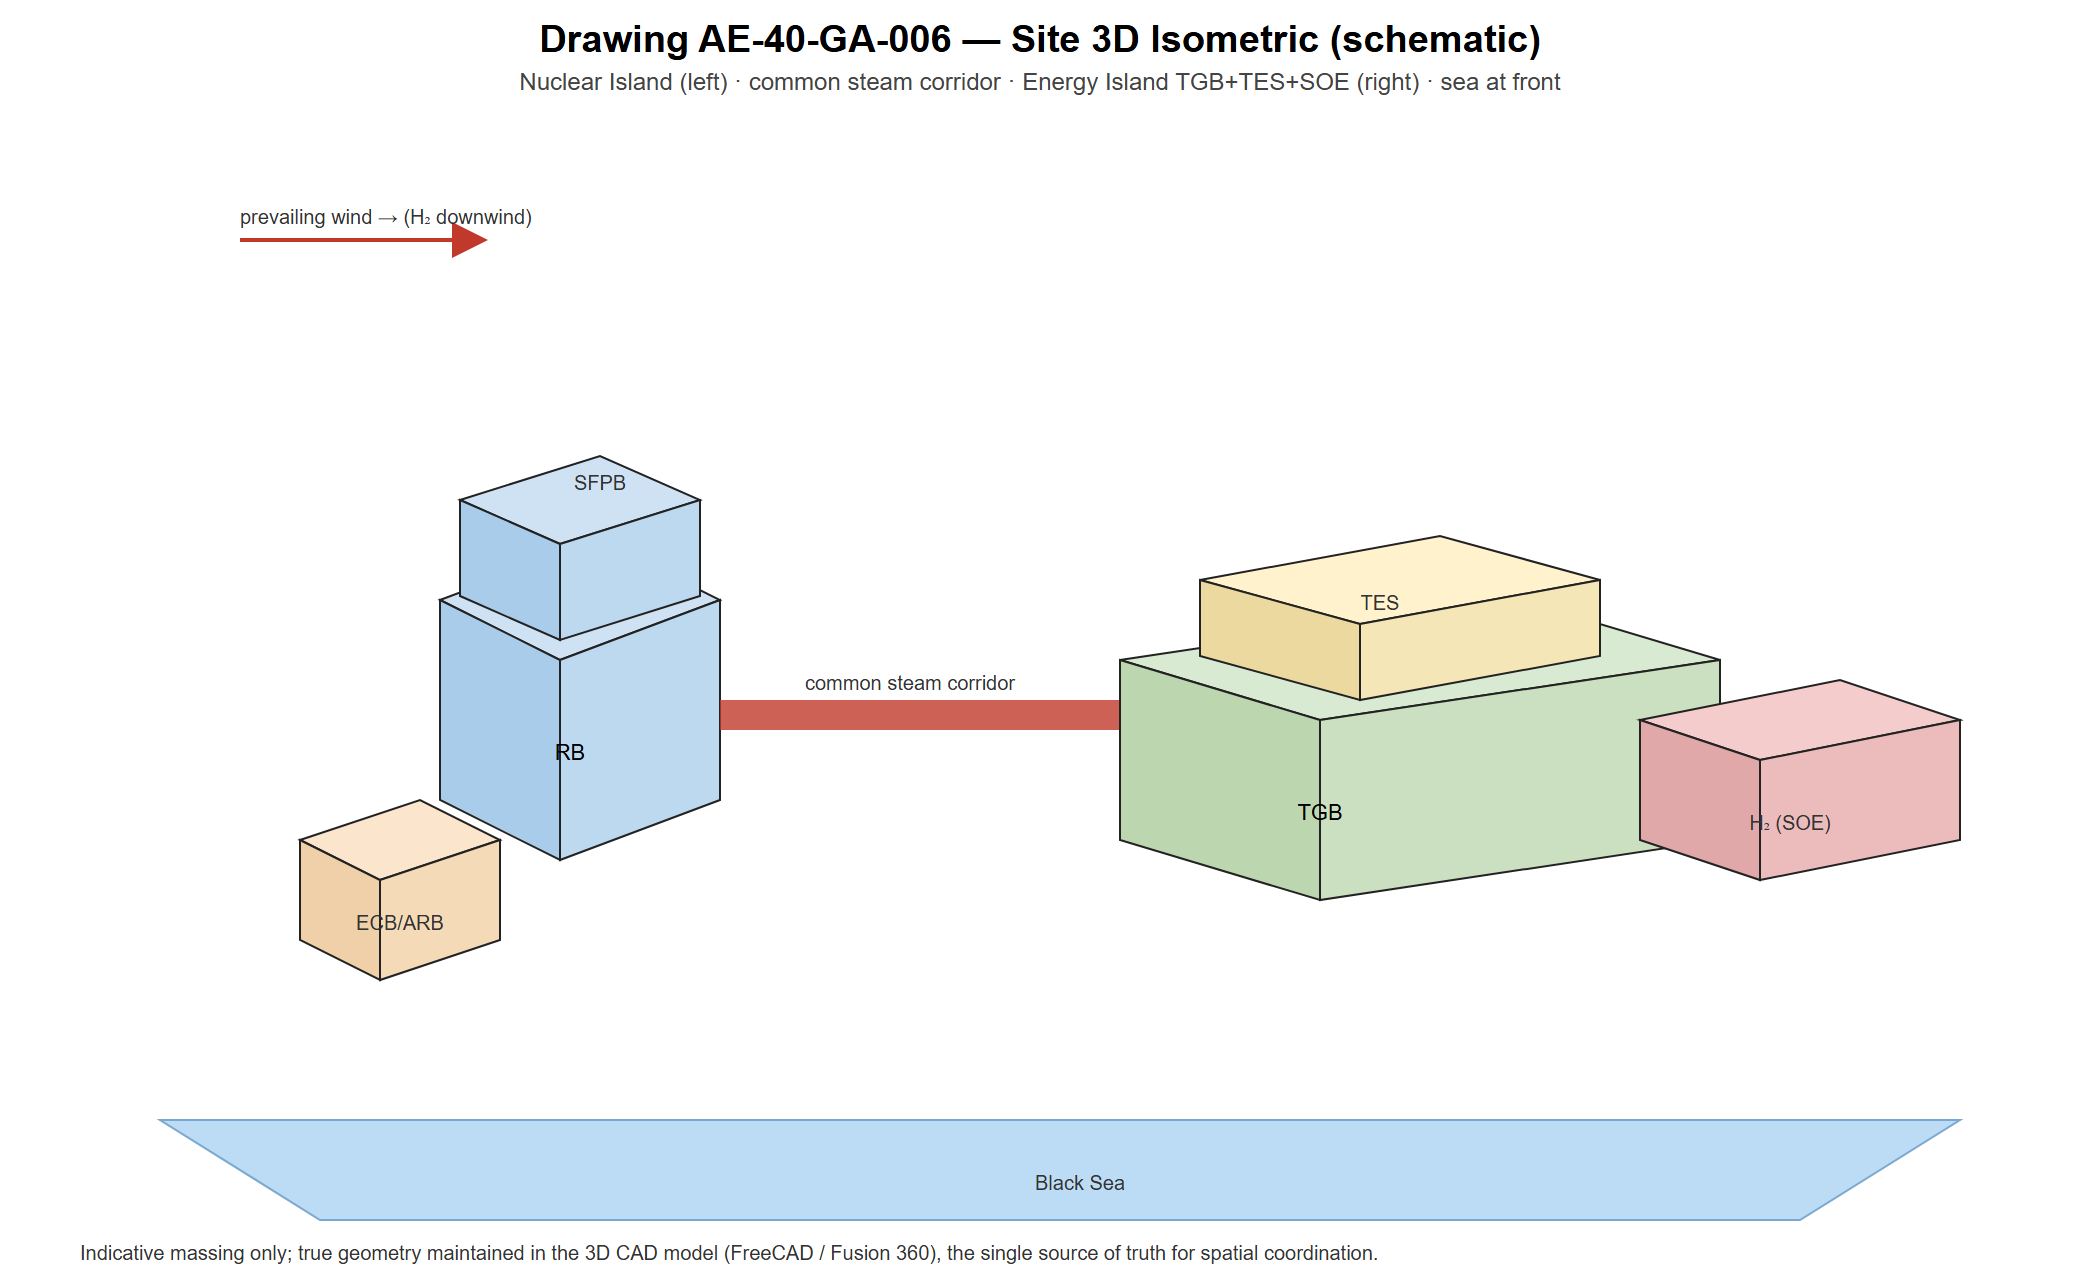 Drawing AE-40-GA-006 — Site 3D Isometric (schematic)
Nuclear Island (left) · common steam corridor · Energy Island TGB+TES+SOE (right) · sea at front
prevailing wind → (H₂ downwind)
SFPB
TES
common steam corridor
RB
TGB
H₂ (SOE)
ECB/ARB
Black Sea
Indicative massing only; true geometry maintained in the 3D CAD model (FreeCAD / Fusion 360), the single source of truth for spatial coordination.